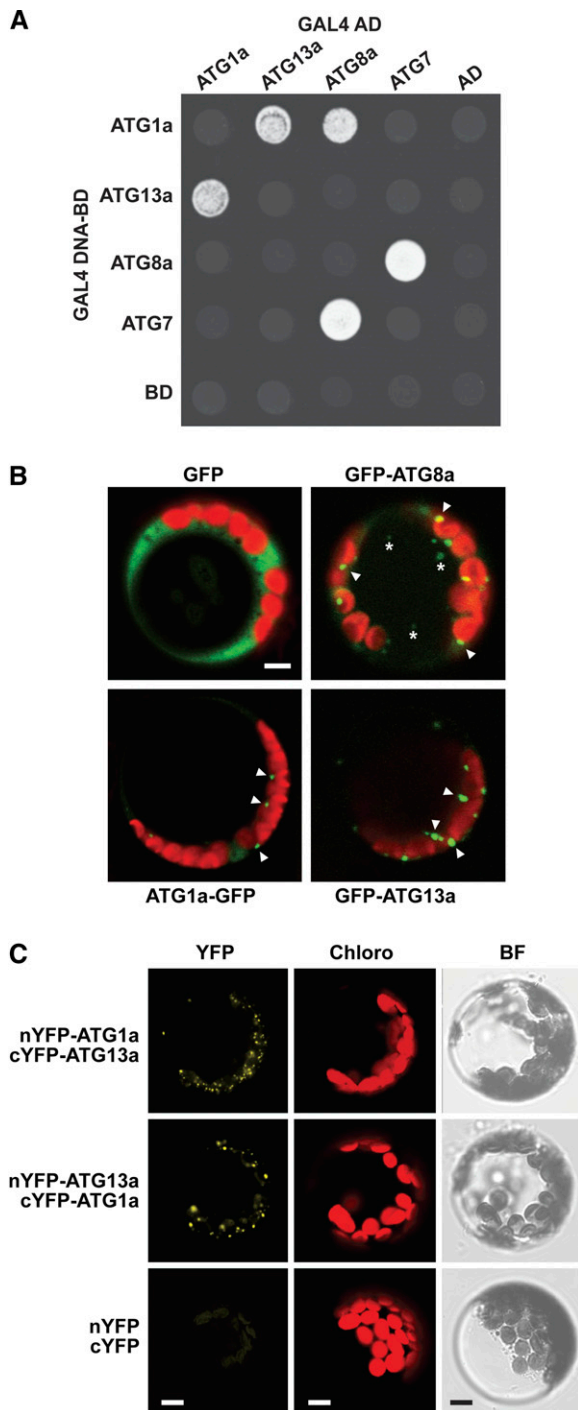 A
GAL4 AD
ATG1a ATG13a ATG8a ATG7 AD
GAL4 DNA-BD
ATG1a
ATG13a
ATG8a
ATG7
BD
B
GFP GFP-ATG8a
* * *
ATG1a-GFP GFP-ATG13a
C
YFP Chloro BF
nYFP-ATG1a
cYFP-ATG13a
nYFP-ATG13a
cYFP-ATG1a
nYFP
cYFP